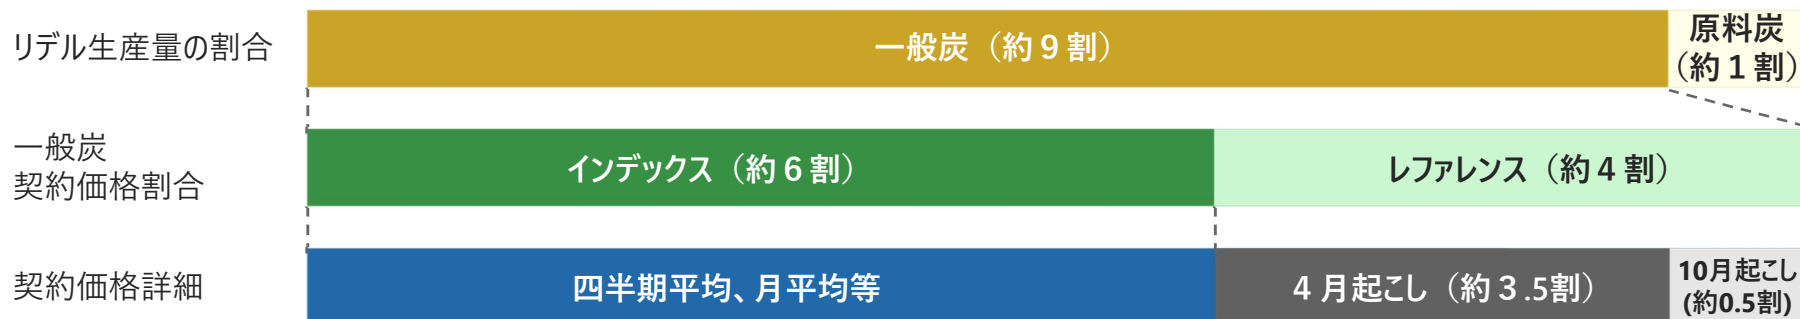 リデル生産量の割合
一般炭（約９割）
原料炭
（約１割）
一般炭
契約価格割合
インデックス（約６割）
レファレンス（約４割）
契約価格詳細
四半期平均、月平均等
４月起こし（約３.5割）
10月起こし
(約0.5割)